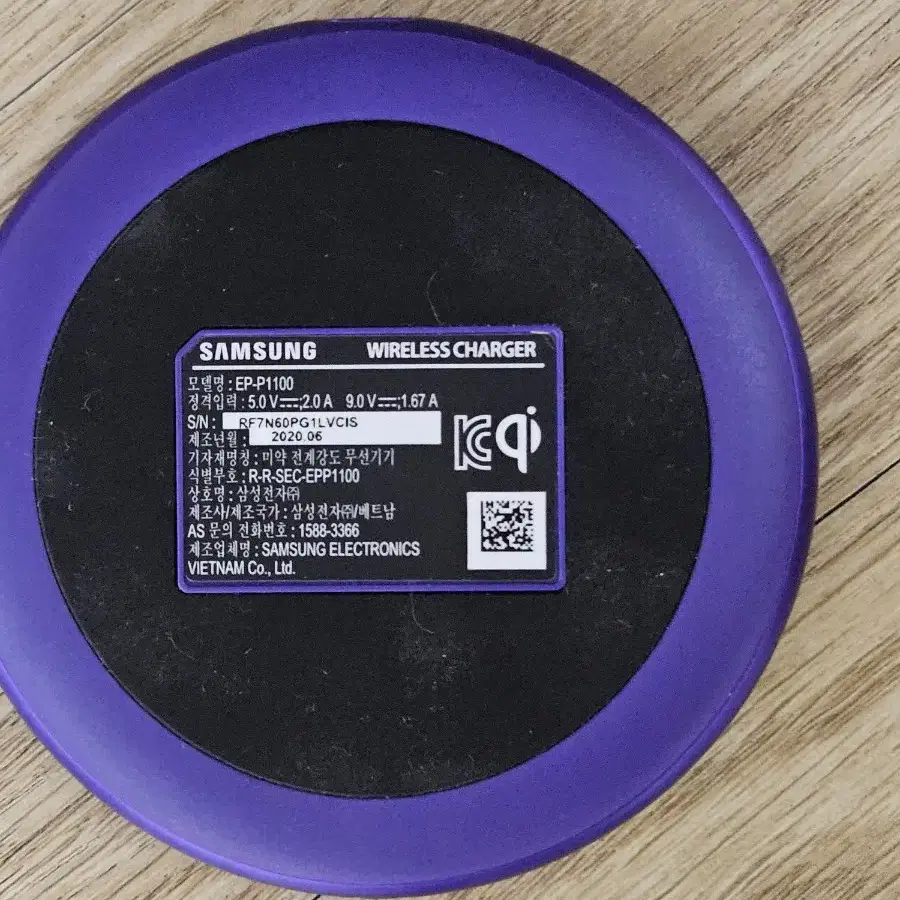 SAMSUNG WIRELESS CHARGER
모델명 : EP-P1100
정격입력 : 5.0 V⎓;2.0 A 9.0 V⎓;1.67 A
S/N : RF7N60PG1LVCIS
제조년월 : 2020.06
기자재명칭 : 미약 전계강도 무선기기
식별부호 : R-R-SEC-EPP1100
상호명 : 삼성전자㈜
제조사/제조국가 : 삼성전자㈜/베트남
AS 문의 전화번호 : 1588-3366
제조업체명 : SAMSUNG ELECTRONICS
VIETNAM Co., Ltd.
KC qi